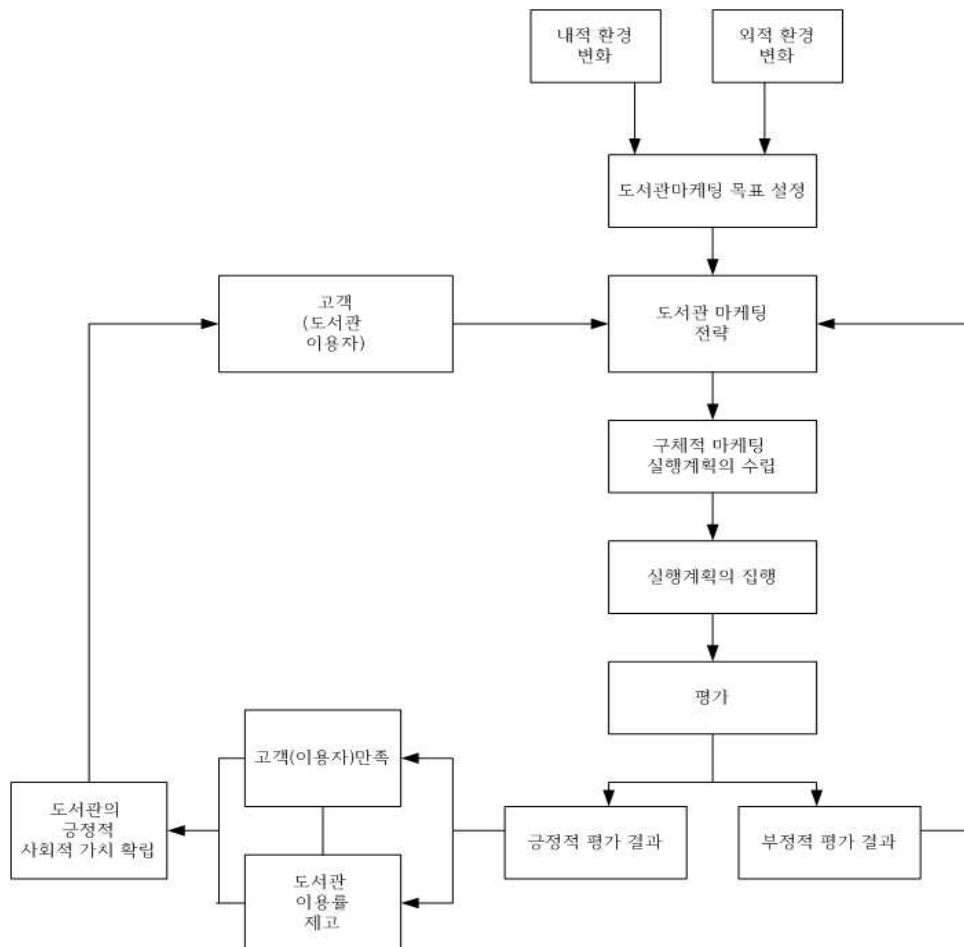 내적 환경
변화
외적 환경
변화
도서관마케팅 목표 설정
고객
(도서관
이용자)
도서관 마케팅
전략
구체적 마케팅
실행계획의 수립
실행계획의 집행
평가
고객(이용자)만족
도서관의
긍정적
사회적 가치 확립
긍정적 평가 결과
부정적 평가 결과
도서관
이용률
제고